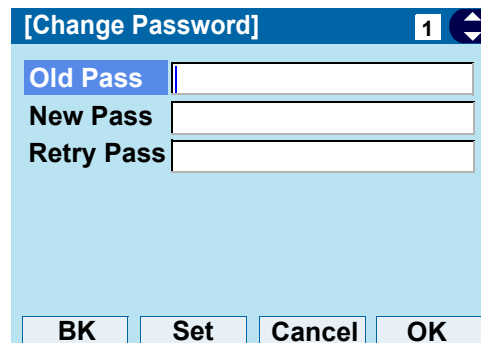 [Change Password] 1
Old Pass
New Pass
Retry Pass
BK Set Cancel OK